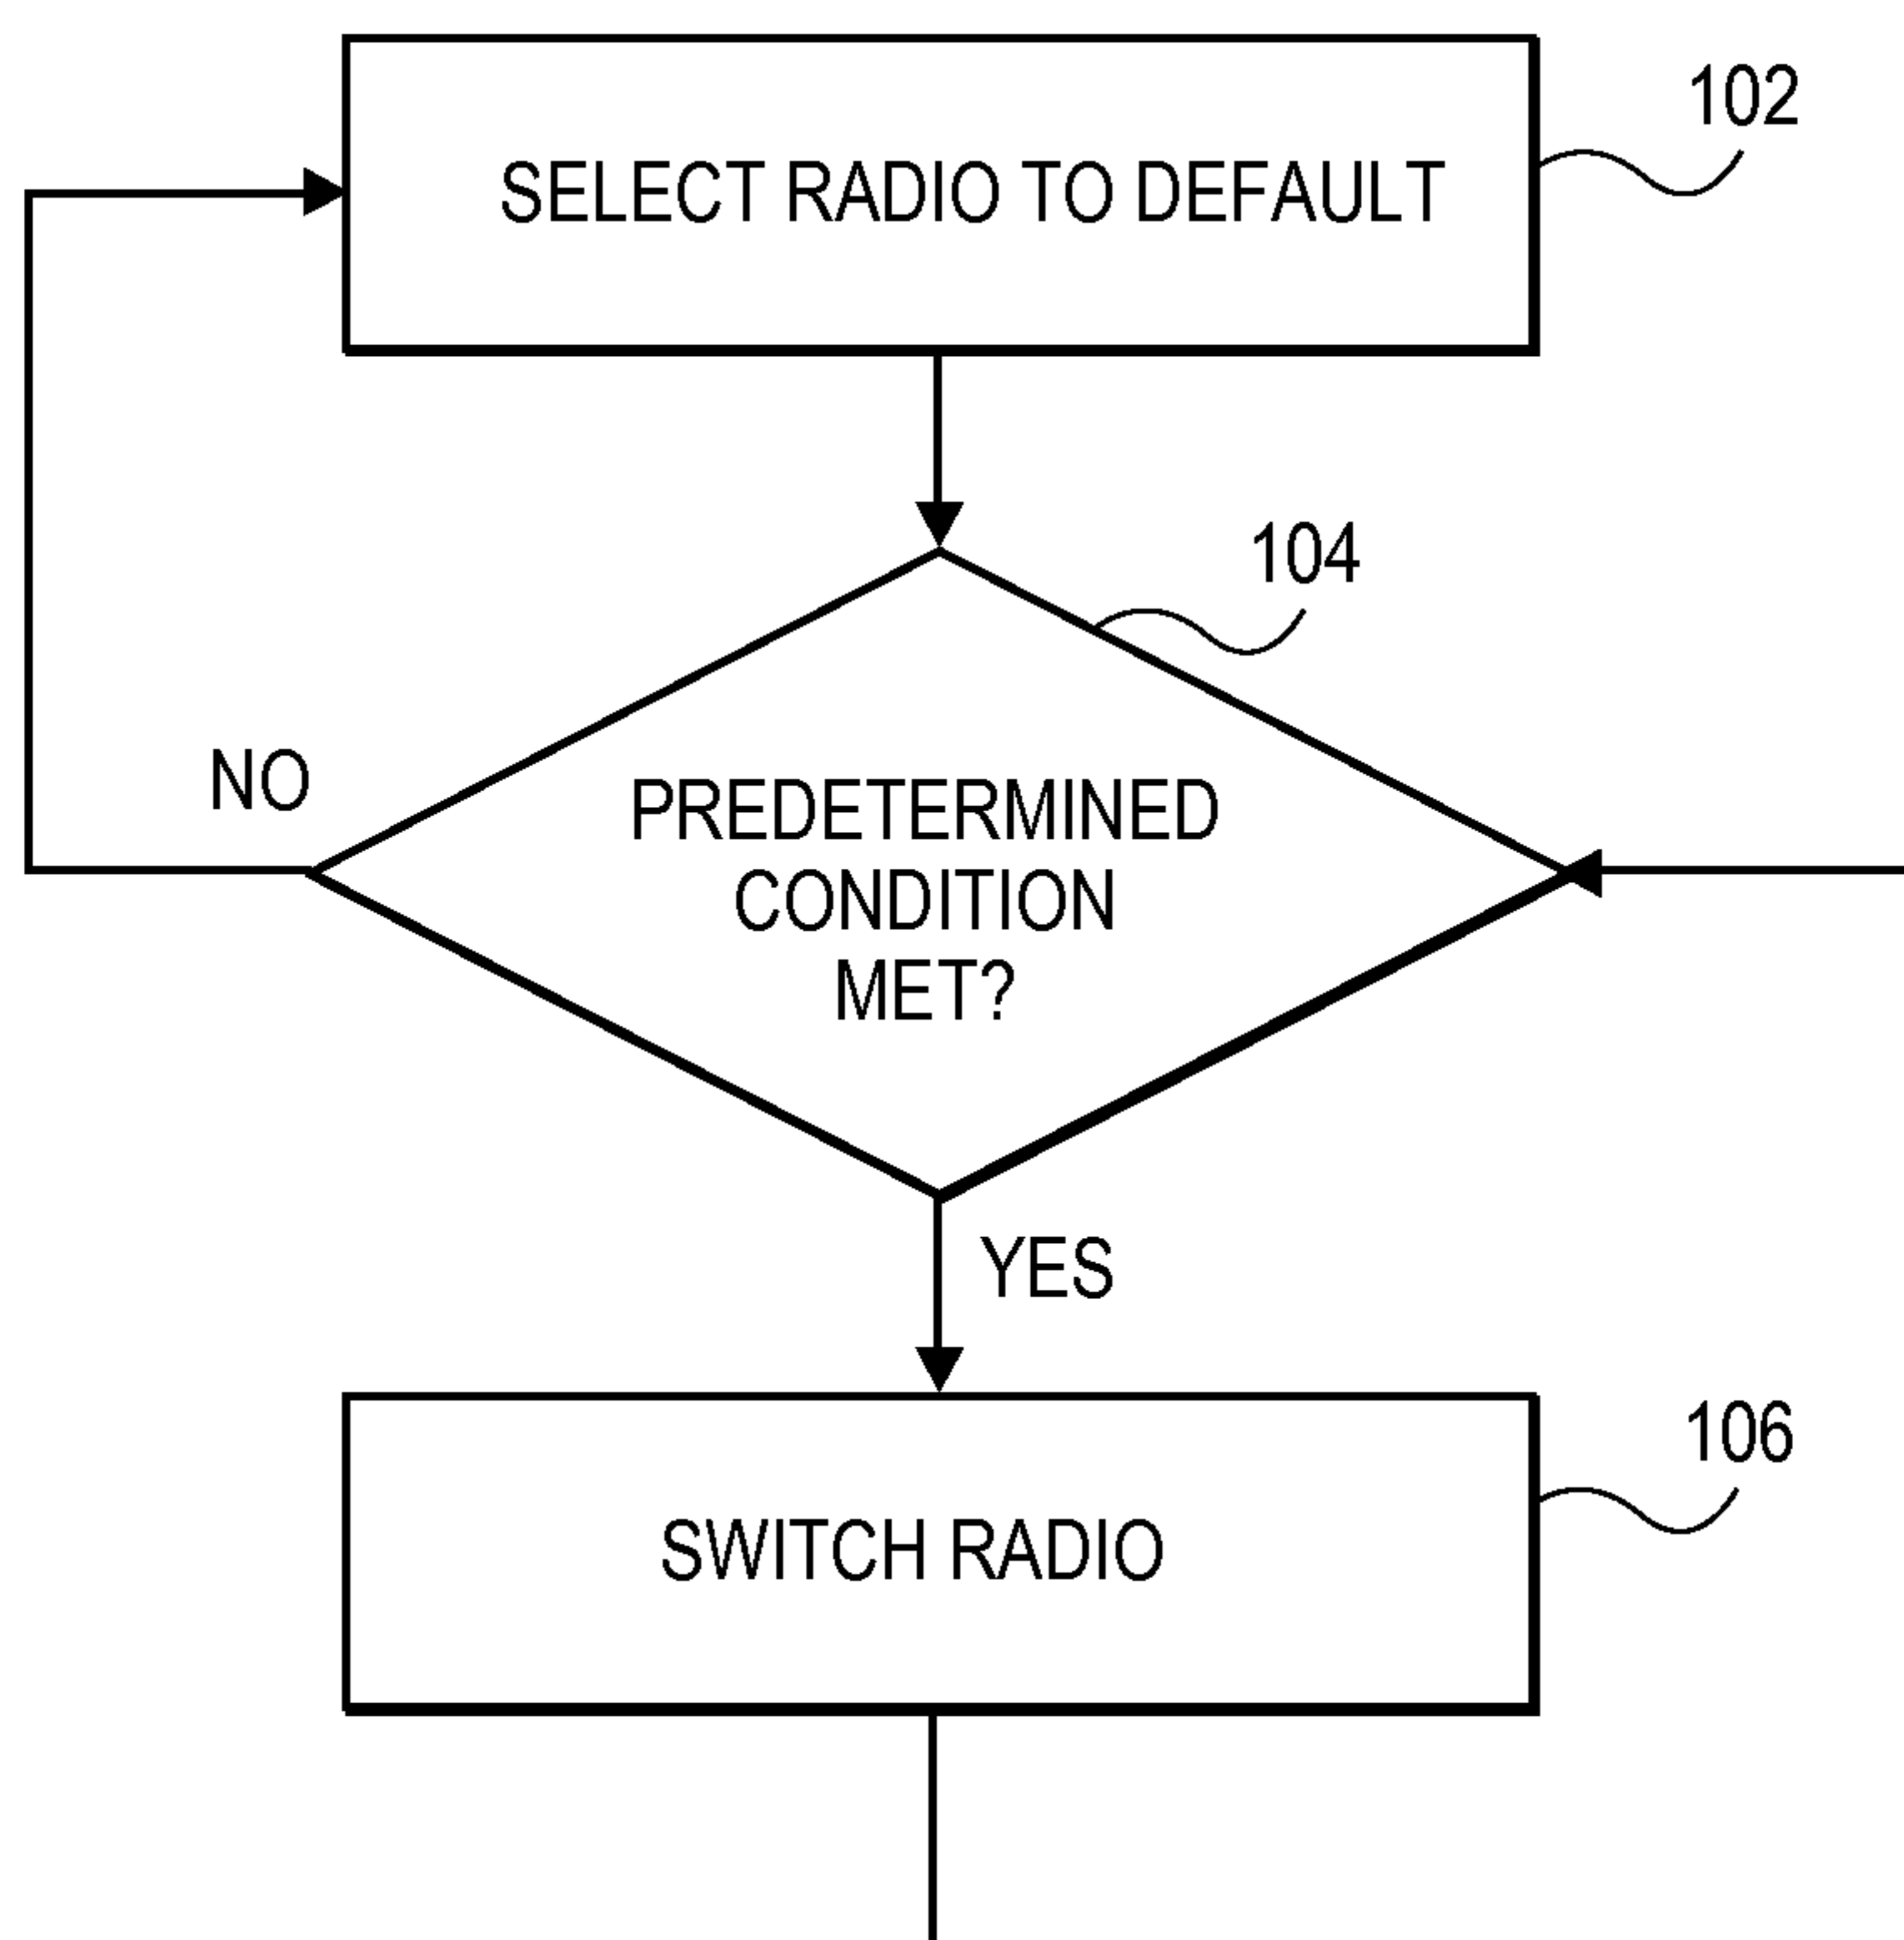 102
SELECT RADIO TO DEFAULT
104
NO
PREDETERMINED
CONDITION
MET?
YES
106
SWITCH RADIO